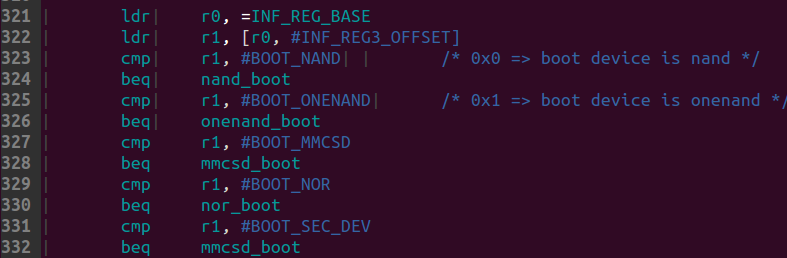 321 ldr r0, =INF_REG_BASE
322 ldr r1, [r0, #INF_REG3_OFFSET]
323 cmp r1, #BOOT_NAND /* 0x0 => boot device is nand */
324 beq nand_boot
325 cmp r1, #BOOT_ONENAND /* 0x1 => boot device is onenand */
326 beq onenand_boot
327 cmp r1, #BOOT_MMCSD
328 beq mmcsd_boot
329 cmp r1, #BOOT_NOR
330 beq nor_boot
331 cmp r1, #BOOT_SEC_DEV
332 beq mmcsd_boot